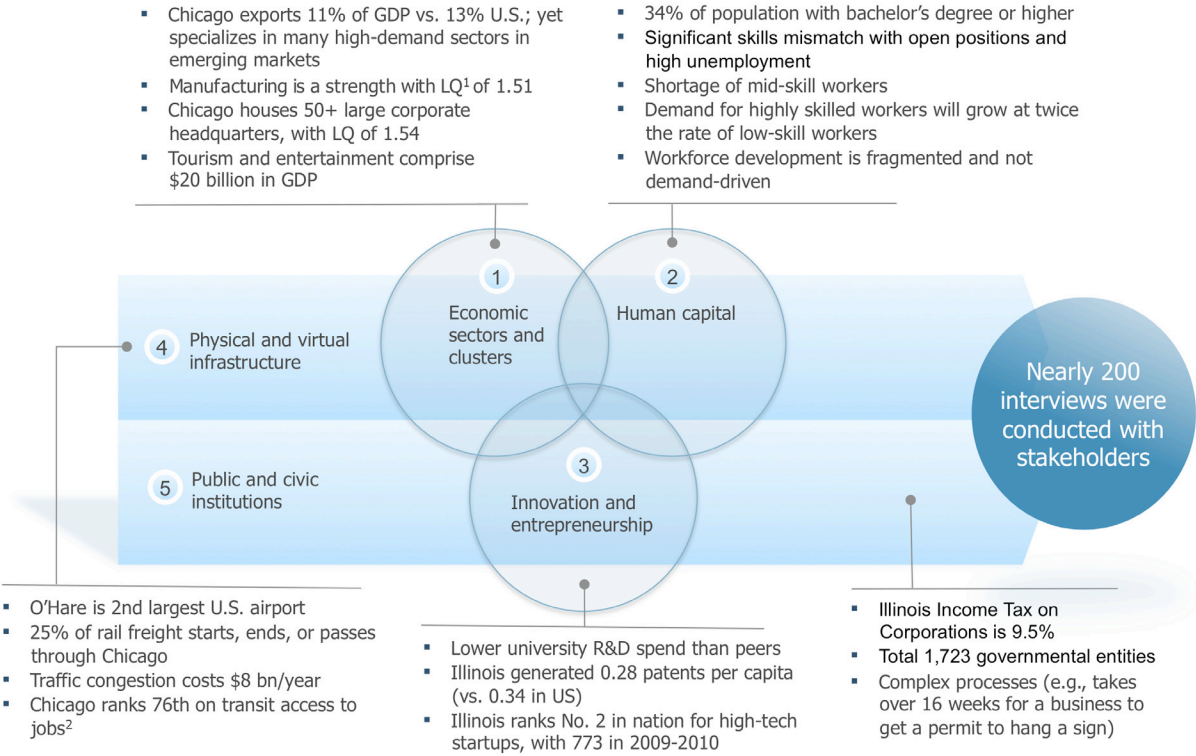 ▪ Chicago exports 11% of GDP vs. 13% U.S.; yet
specializes in many high-demand sectors in
emerging markets
▪ Manufacturing is a strength with LQ¹ of 1.51
▪ Chicago houses 50+ large corporate
headquarters, with LQ of 1.54
▪ Tourism and entertainment comprise
$20 billion in GDP
▪ 34% of population with bachelor’s degree or higher
▪ Significant skills mismatch with open positions and
high unemployment
▪ Shortage of mid-skill workers
▪ Demand for highly skilled workers will grow at twice
the rate of low-skill workers
▪ Workforce development is fragmented and not
demand-driven
1
Economic
sectors and
clusters
2
Human capital
4
Physical and virtual
infrastructure
Nearly 200
interviews were
conducted with
stakeholders
5
Public and civic
institutions
3
Innovation and
entrepreneurship
▪ O’Hare is 2nd largest U.S. airport
▪ 25% of rail freight starts, ends, or passes
through Chicago
▪ Traffic congestion costs $8 bn/year
▪ Chicago ranks 76th on transit access to
jobs²
▪ Lower university R&D spend than peers
▪ Illinois generated 0.28 patents per capita
(vs. 0.34 in US)
▪ Illinois ranks No. 2 in nation for high-tech
startups, with 773 in 2009-2010
▪ Illinois Income Tax on
Corporations is 9.5%
▪ Total 1,723 governmental entities
▪ Complex processes (e.g., takes
over 16 weeks for a business to
get a permit to hang a sign)